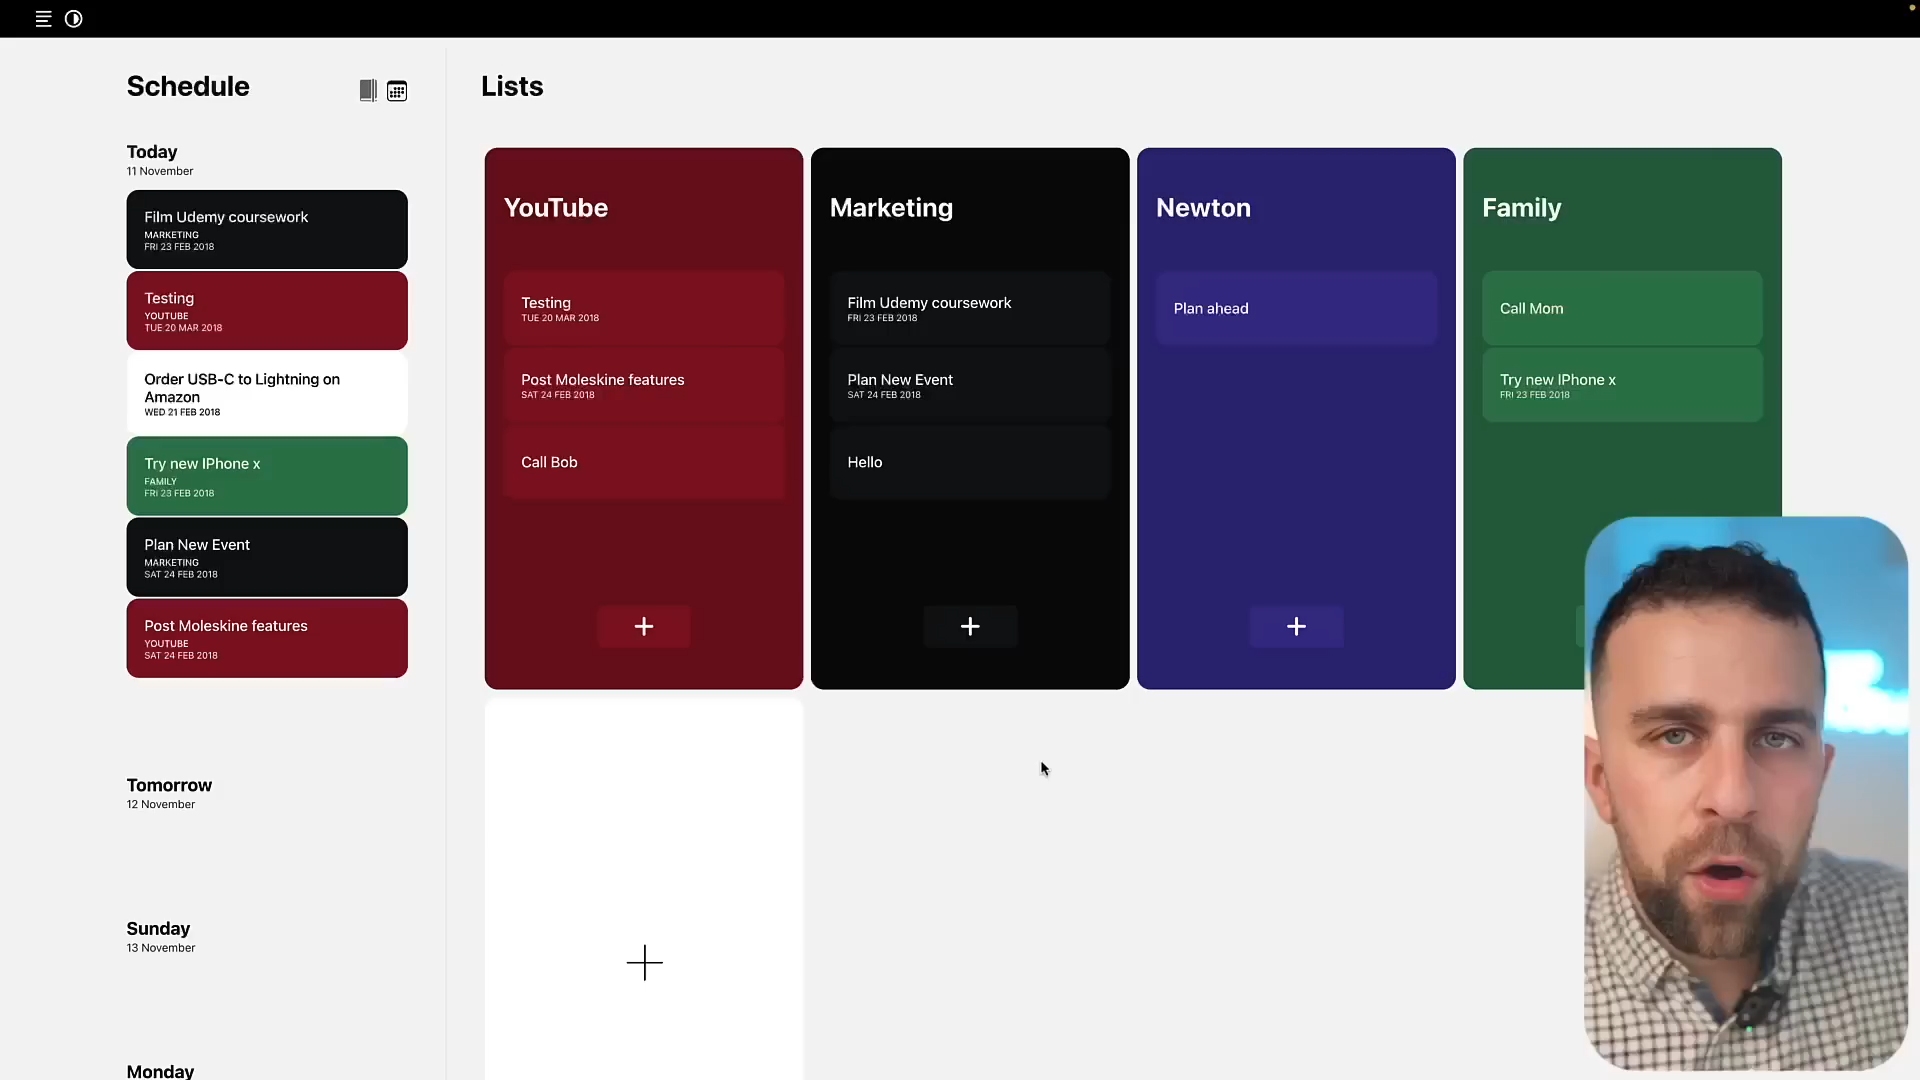 Schedule
Today
11 November
Film Udemy coursework
MARKETING
FRI 23 FEB 2018
Testing
YOUTUBE
TUE 20 MAR 2018
Order USB-C to Lightning on
Amazon
WED 21 FEB 2018
Try new IPhone x
FAMILY
FRI 23 FEB 2018
Plan New Event
MARKETING
SAT 24 FEB 2018
Post Moleskine features
YOUTUBE
SAT 24 FEB 2018
Tomorrow
12 November
Sunday
13 November
Monday
Lists
YouTube
Testing
TUE 20 MAR 2018
Post Moleskine features
SAT 24 FEB 2018
Call Bob
Marketing
Film Udemy coursework
FRI 23 FEB 2018
Plan New Event
SAT 24 FEB 2018
Hello
Newton
Plan ahead
Family
Call Mom
Try new IPhone x
FRI 23 FEB 2018